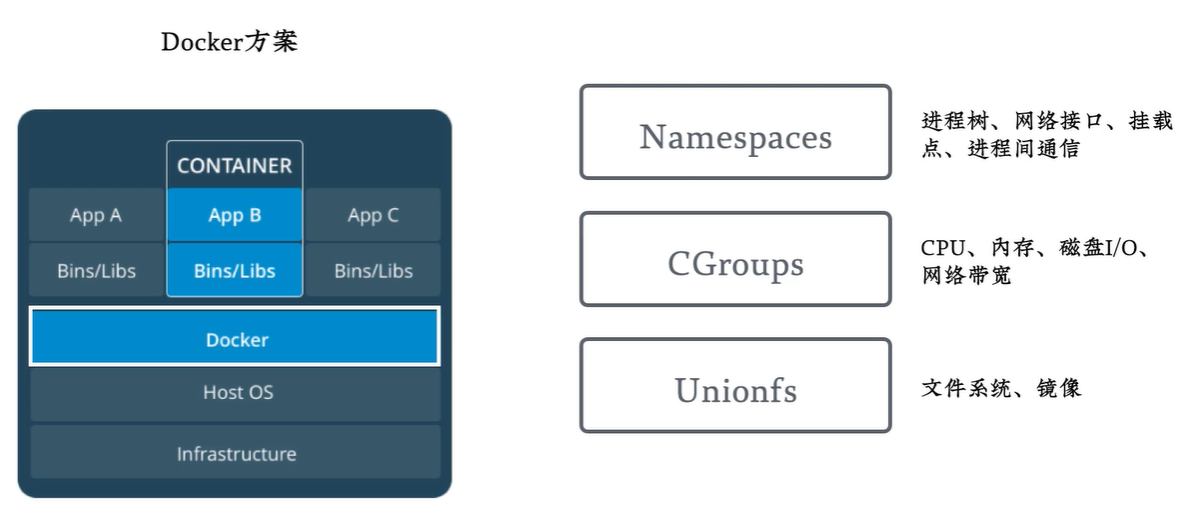 Docker方案
CONTAINER
App A
App B
App C
Bins/Libs
Bins/Libs
Bins/Libs
Docker
Host OS
Infrastructure
Namespaces
进程树、网络接口、挂载
点、进程间通信
CGroups
CPU、内存、磁盘I/O、
网络带宽
Unionfs
文件系统、镜像